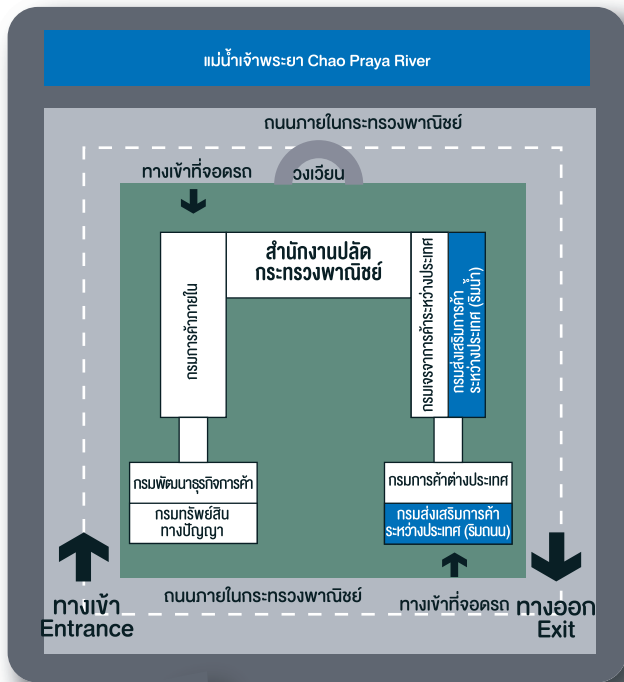 แม่น้ำเจ้าพระยา Chao Praya River
ถนนภายในกระทรวงพาณิชย์
ทางเข้าที่จอดรถ
วงเวียน
สำนักงานปลัด
กระทรวงพาณิชย์
กรมการค้าภายใน
กรมเจรจาการค้าระหว่างประเทศ
กรมส่งเสริมการค้า
ระหว่างประเทศ (ริมน้ำ)
กรมพัฒนาธุรกิจการค้า
กรมทรัพย์สิน
ทางปัญญา
กรมการค้าต่างประเทศ
กรมส่งเสริมการค้า
ระหว่างประเทศ (ริมถนน)
ทางเข้า
Entrance
ถนนภายในกระทรวงพาณิชย์
ทางเข้าที่จอดรถ
ทางออก
Exit